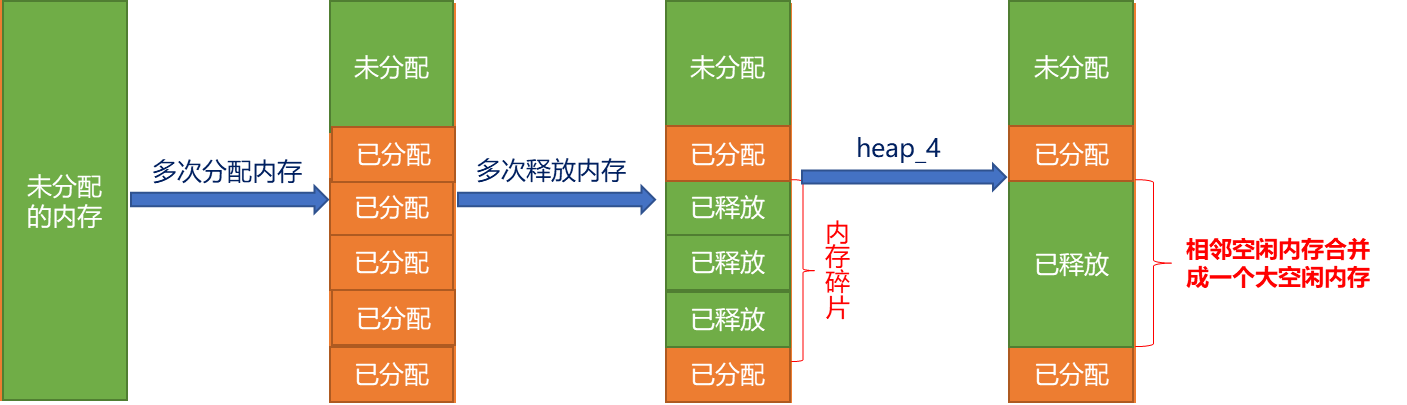 未分配
的内存
多次分配内存
未分配
已分配
已分配
已分配
已分配
已分配
多次释放内存
未分配
已分配
已释放
已释放
已释放
已分配
内
存
碎
片
heap_4
未分配
已分配
已释放
已分配
相邻空闲内存合并
成一个大空闲内存